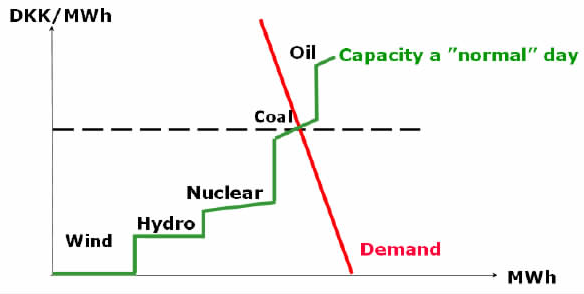 DKK/MWh
Oil
Capacity a ”normal” day
Coal
Nuclear
Hydro
Wind
Demand
MWh